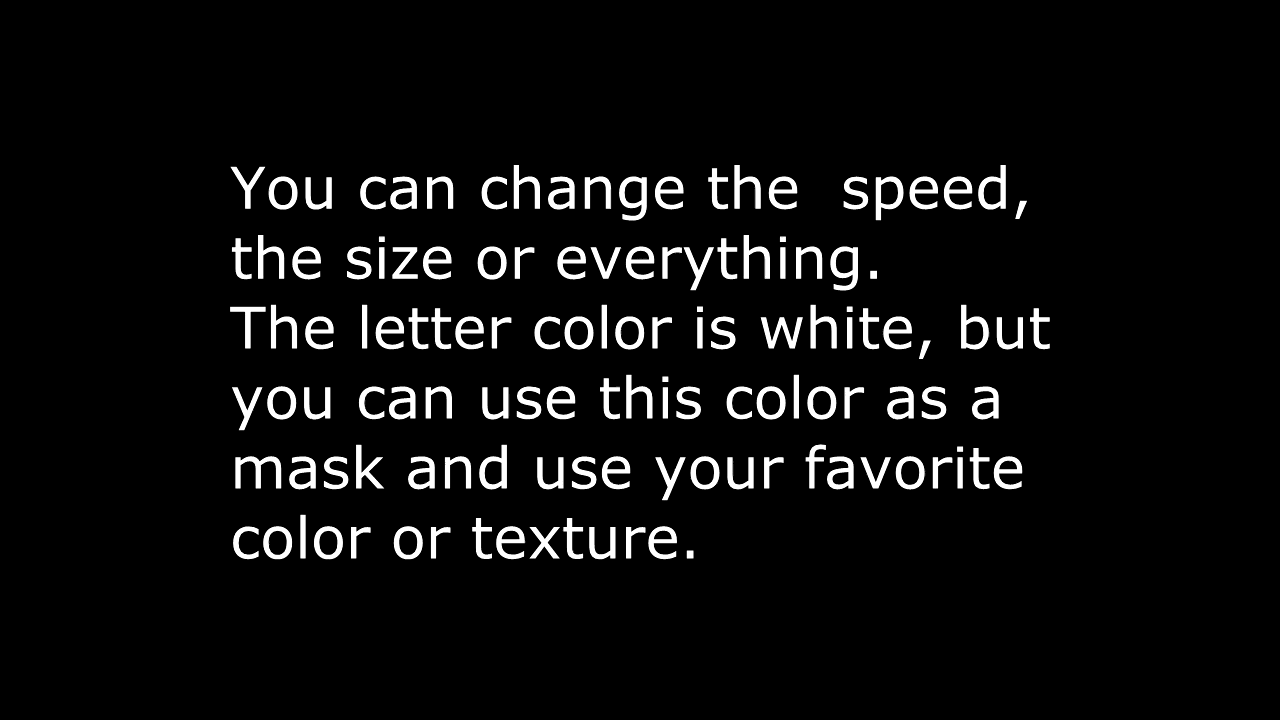 You can change the  speed,
the size or everything.
The letter color is white, but
you can use this color as a
mask and use your favorite
color or texture.